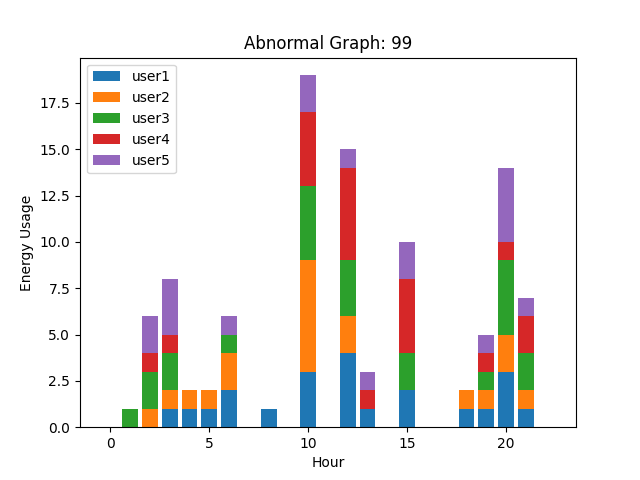 Abnormal Graph: 99
user1
user2
user3
user4
user5
17.5
15.0
12.5
10.0
7.5
5.0
2.5
0.0
Energy Usage
0 5 10 15 20
Hour